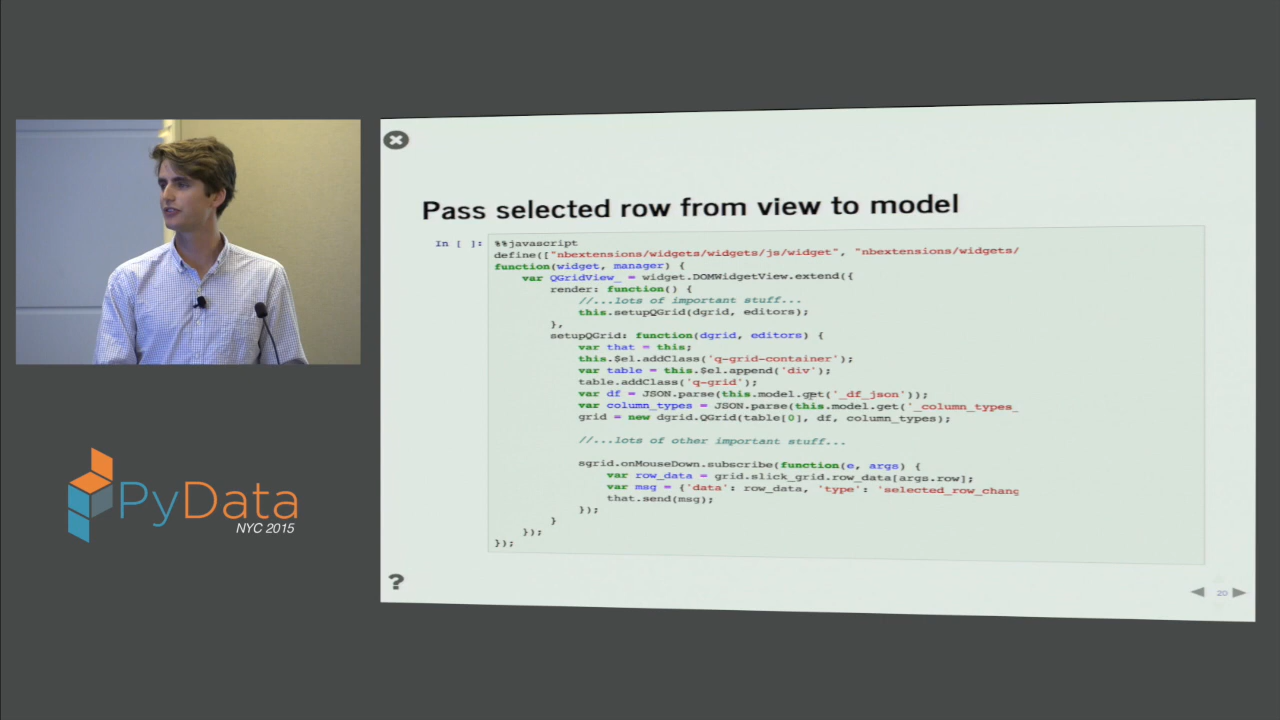 Pass selected row from view to model
In [ ]:
%%javascript
define(["nbextensions/widgets/widgets/js/widget", "nbextensions/widgets/
function(widget, manager) {
var QGridView_ = widget.DOMWidgetView.extend({
render: function() {
//...lots of important stuff...
this.setupQGrid(dgrid, editors);
},
setupQGrid: function(dgrid, editors) {
var that = this;
this.$el.addClass('q-grid-container');
var table = this.$el.append('div');
table.addClass('q-grid');
var df = JSON.parse(this.model.get('_df_json'));
var column_types = JSON.parse(this.model.get('_column_types_
grid = new dgrid.QGrid(table[0], df, column_types);
//...lots of other important stuff...
sgrid.onMouseDown.subscribe(function(e, args) {
var row_data = grid.slick_grid.row_data[args.row];
var msg = {'data': row_data, 'type': 'selected_row_chang
that.send(msg);
});
}
});
});
?
20
PyData
NYC 2015